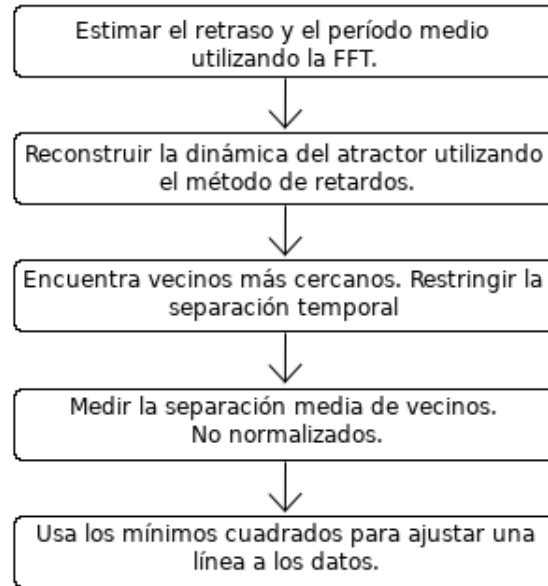 Estimar el retraso y el período medio
utilizando la FFT.
Reconstruir la dinámica del atractor utilizando
el método de retardos.
Encuentra vecinos más cercanos. Restringir la
separación temporal
Medir la separación media de vecinos.
No normalizados.
Usa los mínimos cuadrados para ajustar una
línea a los datos.